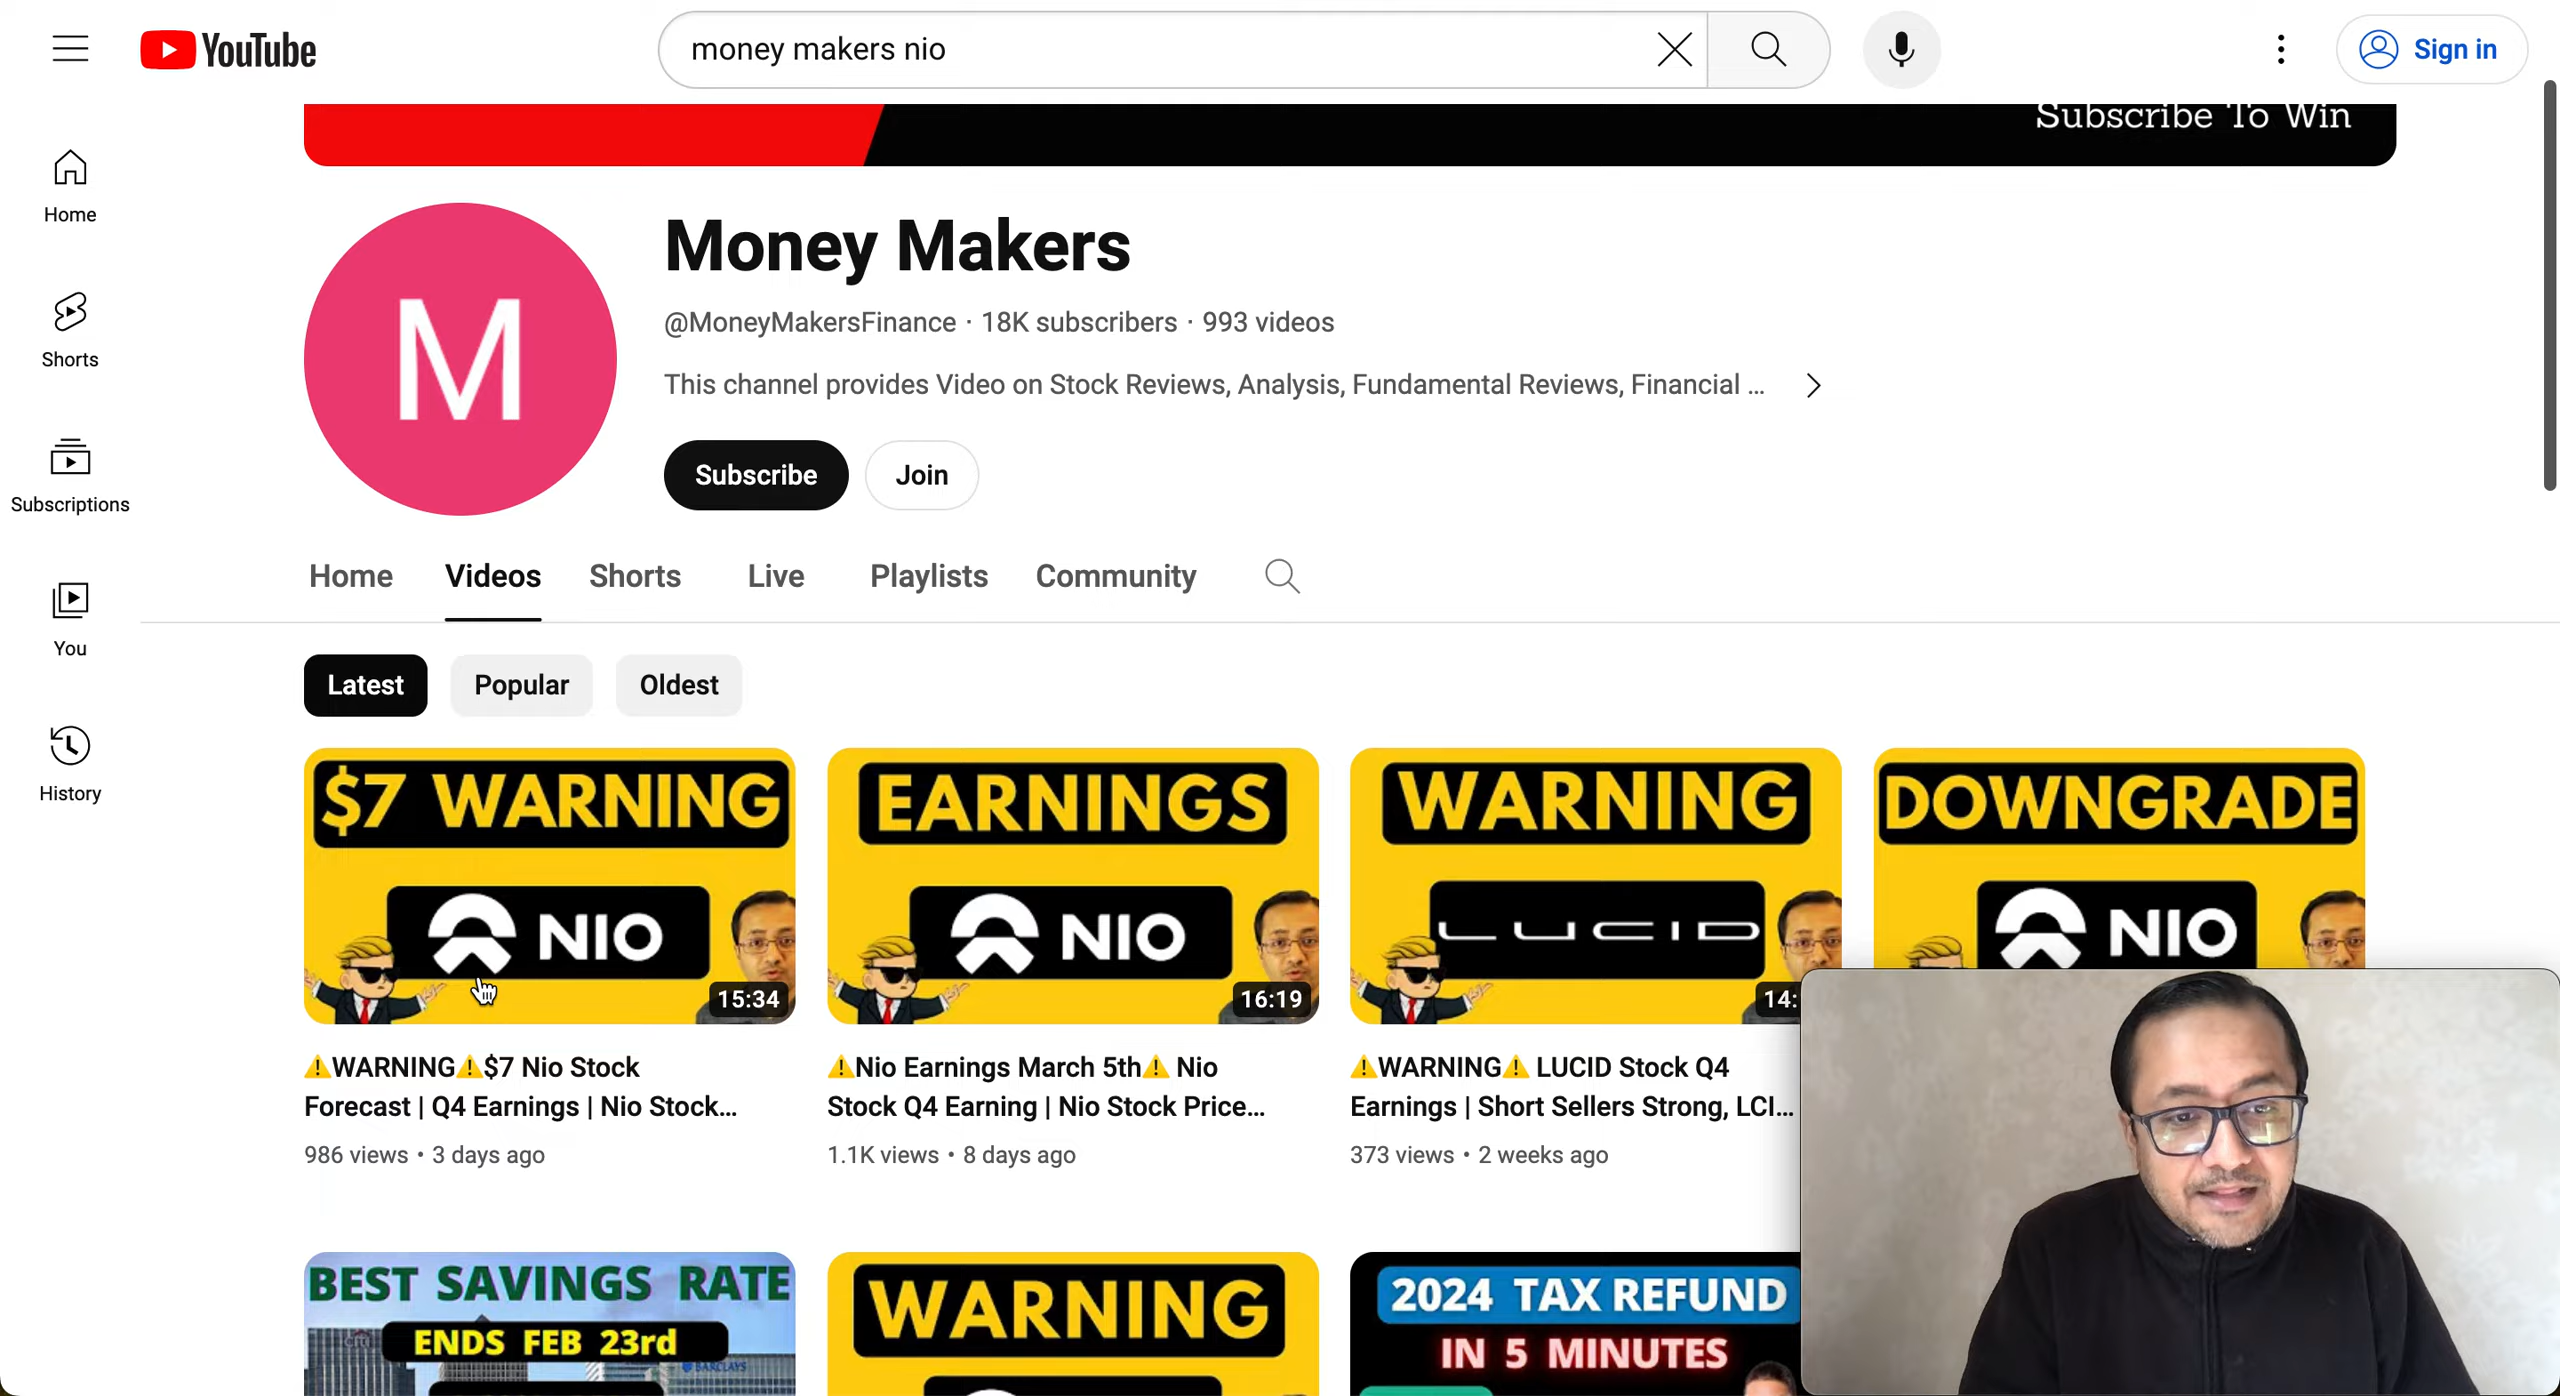 YouTube
money makers nio
Sign in
Home
Shorts
Subscriptions
You
History
Subscribe To Win
M
Money Makers
@MoneyMakersFinance · 18K subscribers · 993 videos
This channel provides Video on Stock Reviews, Analysis, Fundamental Reviews, Financial ...
Subscribe
Join
Home
Videos
Shorts
Live
Playlists
Community
Latest
Popular
Oldest
$7 WARNING
NIO
15:34
⚠️WARNING⚠️$7 Nio Stock
Forecast | Q4 Earnings | Nio Stock...
986 views • 3 days ago
EARNINGS
NIO
16:19
⚠️Nio Earnings March 5th⚠️ Nio
Stock Q4 Earning | Nio Stock Price...
1.1K views • 8 days ago
WARNING
LUCID
14:
⚠️WARNING⚠️ LUCID Stock Q4
Earnings | Short Sellers Strong, LCI...
373 views • 2 weeks ago
DOWNGRADE
NIO
BEST SAVINGS RATE
ENDS FEB 23rd
citi
BARCLAYS
WARNING
2024 TAX REFUND
IN 5 MINUTES